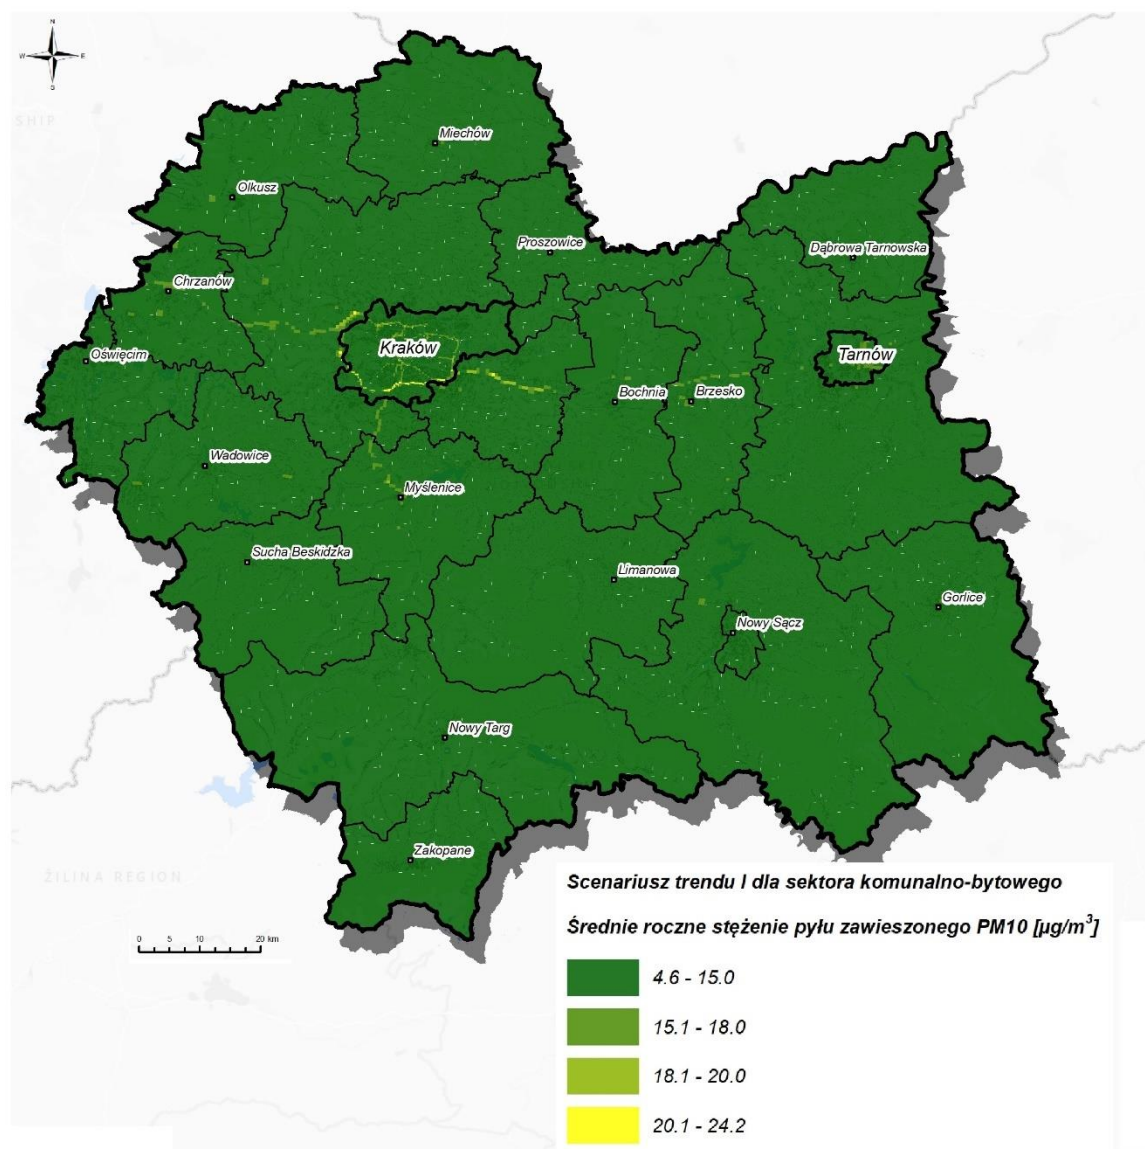 N
W E
S
SHIP
Miechów
Olkusz
Proszowice
Dąbrowa Tarnowska
Chrzanów
Kraków
Tarnów
Oświęcim
Bochnia
Brzesko
Wadowice
Myślenice
Sucha Beskidzka
Limanowa
Gorlice
Nowy Sącz
Nowy Targ
Zakopane
ŽILINA REGION
0 5 10 20 km
Scenariusz trendu I dla sektora komunalno-bytowego
Średnie roczne stężenie pyłu zawieszonego PM10 [µg/m³]
4.6 - 15.0
15.1 - 18.0
18.1 - 20.0
20.1 - 24.2